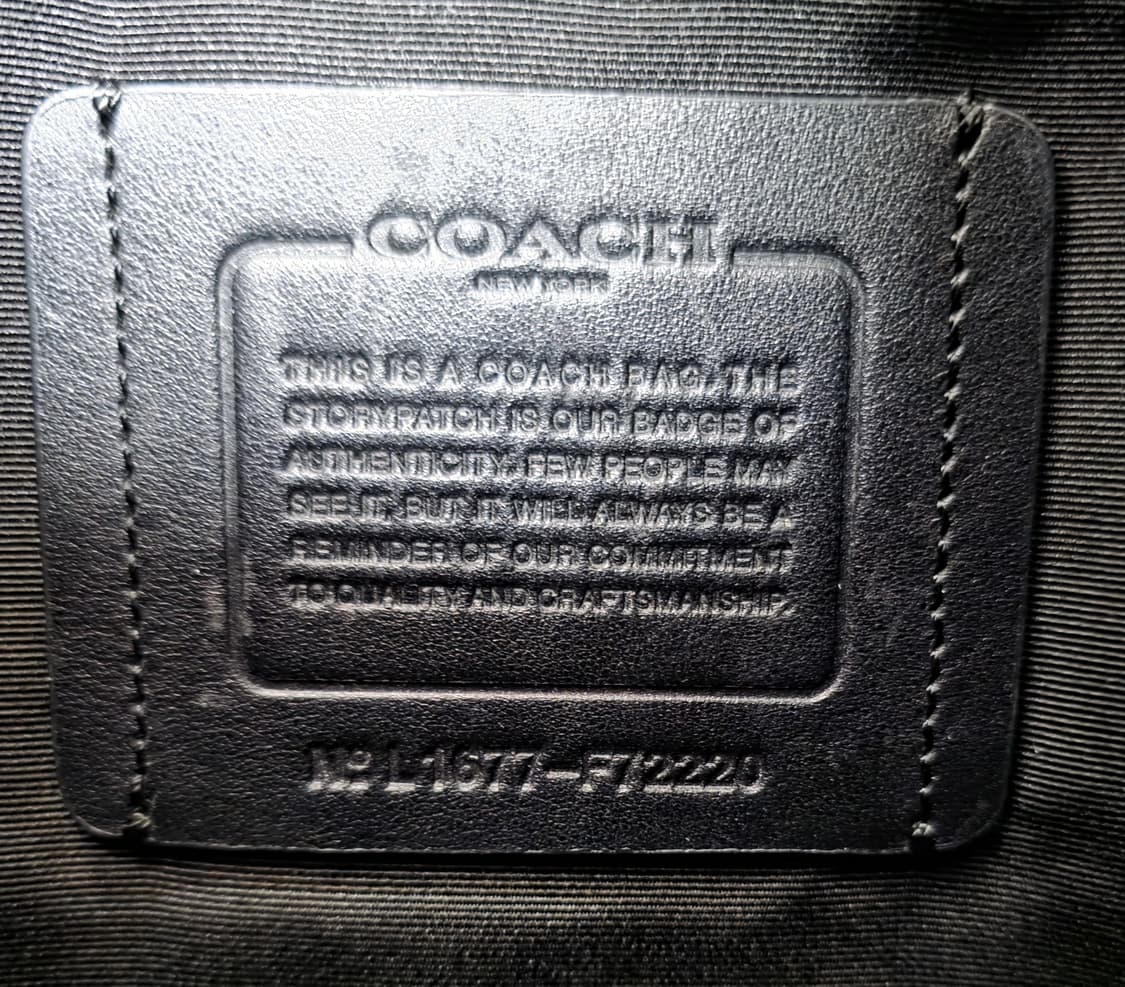 COACH
NEW YORK
THIS IS A COACH BAG. THE
STORYPATCH IS OUR BADGE OF
AUTHENTICITY. FEW PEOPLE MAY
SEE IT, BUT IT WILL ALWAYS BE A
REMINDER OF OUR COMMITMENT
TO QUALITY AND CRAFTSMANSHIP.
Nº L1677-F72220